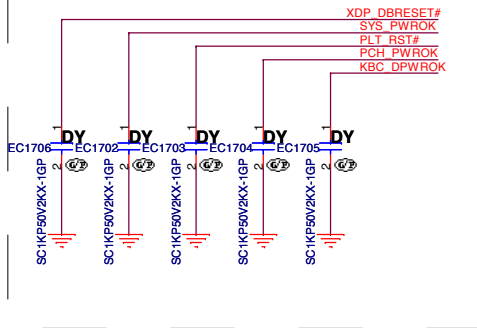 XDP_DBRESET#
SYS_PWROK
PLT_RST#
PCH_PWROK
KBC_DPWROK
1 1 1 1 1
DY DY DY DY DY
EC1706 EC1702 EC1703 EC1704 EC1705
2 2 2 2 2
G/P G/P G/P G/P G/P
SC1KP50V2KX-1GP
SC1KP50V2KX-1GP
SC1KP50V2KX-1GP
SC1KP50V2KX-1GP
SC1KP50V2KX-1GP